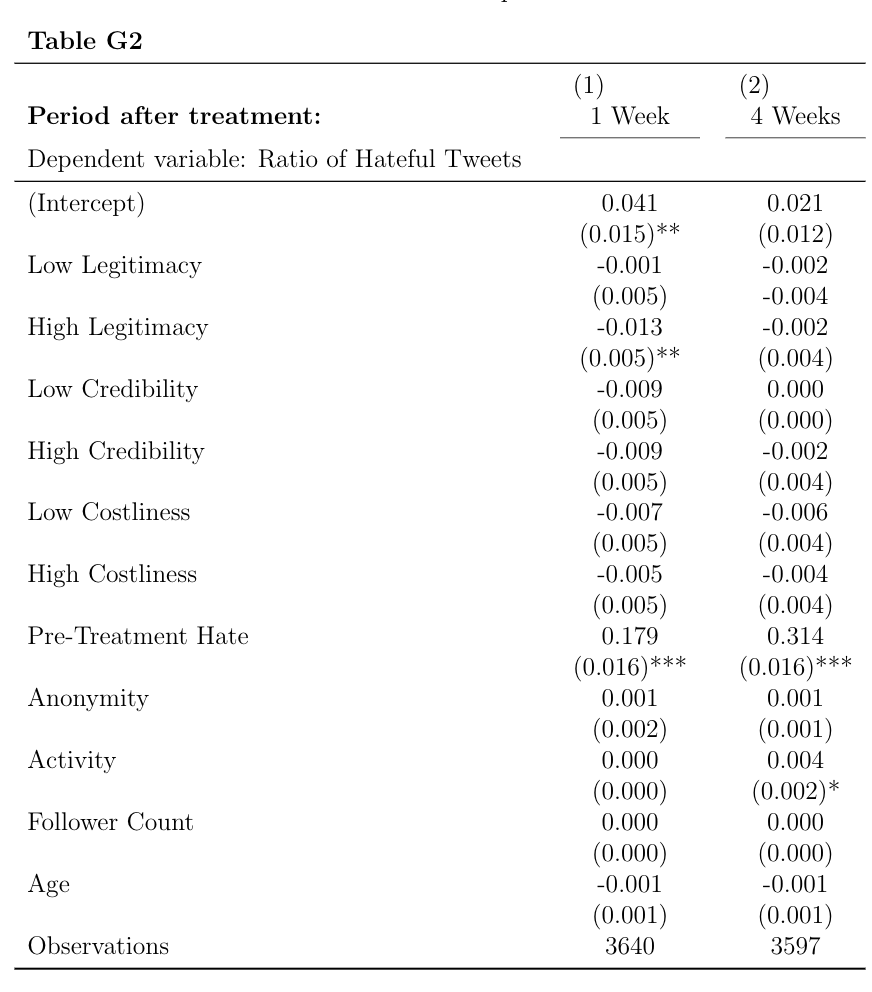 Table G2
(1) (2)
Period after treatment: 1 Week 4 Weeks
Dependent variable: Ratio of Hateful Tweets
(Intercept) 0.041 0.021
(0.015)** (0.012)
Low Legitimacy -0.001 -0.002
(0.005) -0.004
High Legitimacy -0.013 -0.002
(0.005)** (0.004)
Low Credibility -0.009 0.000
(0.005) (0.000)
High Credibility -0.009 -0.002
(0.005) (0.004)
Low Costliness -0.007 -0.006
(0.005) (0.004)
High Costliness -0.005 -0.004
(0.005) (0.004)
Pre-Treatment Hate 0.179 0.314
(0.016)*** (0.016)***
Anonymity 0.001 0.001
(0.002) (0.001)
Activity 0.000 0.004
(0.000) (0.002)*
Follower Count 0.000 0.000
(0.000) (0.000)
Age -0.001 -0.001
(0.001) (0.001)
Observations 3640 3597